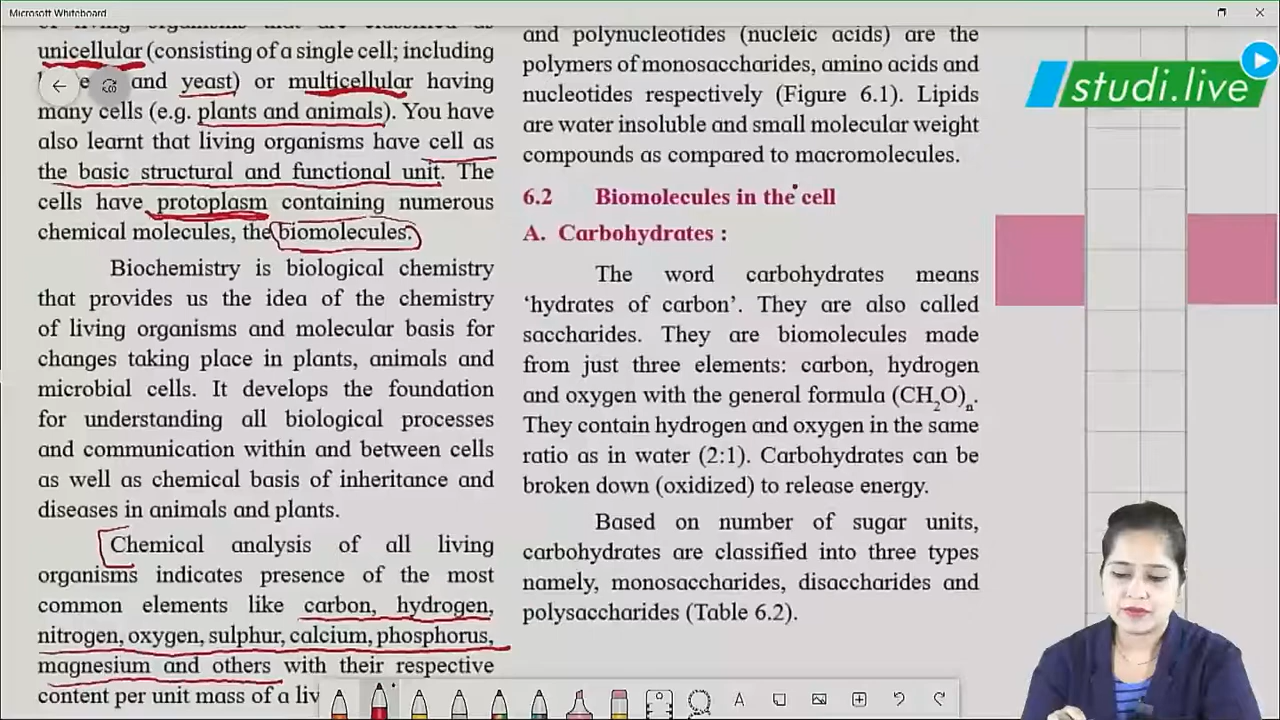 Microsoft Whiteboard
of living organisms that are classified as
unicellular (consisting of a single cell; including
and yeast) or multicellular having
many cells (e.g. plants and animals). You have
also learnt that living organisms have cell as
the basic structural and functional unit. The
cells have protoplasm containing numerous
chemical molecules, the biomolecules.
Biochemistry is biological chemistry
that provides us the idea of the chemistry
of living organisms and molecular basis for
changes taking place in plants, animals and
microbial cells. It develops the foundation
for understanding all biological processes
and communication within and between cells
as well as chemical basis of inheritance and
diseases in animals and plants.
Chemical analysis of all living
organisms indicates presence of the most
common elements like carbon, hydrogen,
nitrogen, oxygen, sulphur, calcium, phosphorus,
magnesium and others with their respective
content per unit mass of a liv
and polynucleotides (nucleic acids) are the
polymers of monosaccharides, amino acids and
nucleotides respectively (Figure 6.1). Lipids
are water insoluble and small molecular weight
compounds as compared to macromolecules.
6.2 Biomolecules in the cell
A. Carbohydrates :
The word carbohydrates means
‘hydrates of carbon’. They are also called
saccharides. They are biomolecules made
from just three elements: carbon, hydrogen
and oxygen with the general formula (CH₂O)ₙ.
They contain hydrogen and oxygen in the same
ratio as in water (2:1). Carbohydrates can be
broken down (oxidized) to release energy.
Based on number of sugar units,
carbohydrates are classified into three types
namely, monosaccharides, disaccharides and
polysaccharides (Table 6.2).
studi.live
A